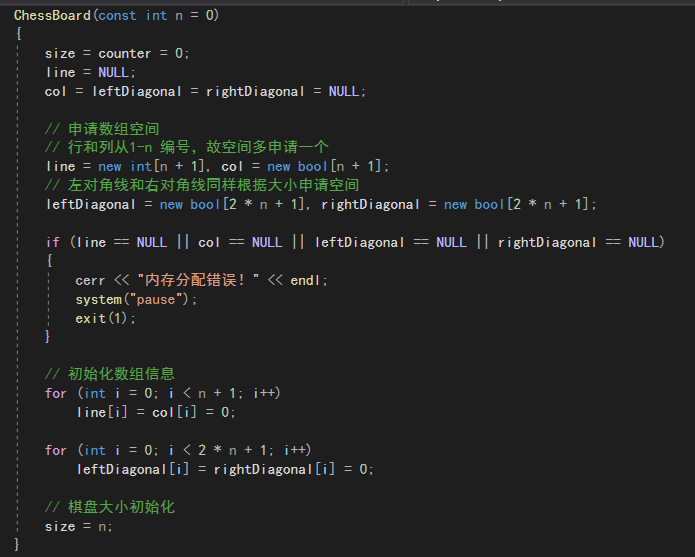 ChessBoard(const int n = 0)
{
size = counter = 0;
line = NULL;
col = leftDiagonal = rightDiagonal = NULL;
// 申请数组空间
// 行和列从1-n 编号，故空间多申请一个
line = new int[n + 1], col = new bool[n + 1];
// 左对角线和右对角线同样根据大小申请空间
leftDiagonal = new bool[2 * n + 1], rightDiagonal = new bool[2 * n + 1];
if (line == NULL || col == NULL || leftDiagonal == NULL || rightDiagonal == NULL)
{
cerr << "内存分配错误！" << endl;
system("pause");
exit(1);
}
// 初始化数组信息
for (int i = 0; i < n + 1; i++)
line[i] = col[i] = 0;
for (int i = 0; i < 2 * n + 1; i++)
leftDiagonal[i] = rightDiagonal[i] = 0;
// 棋盘大小初始化
size = n;
}